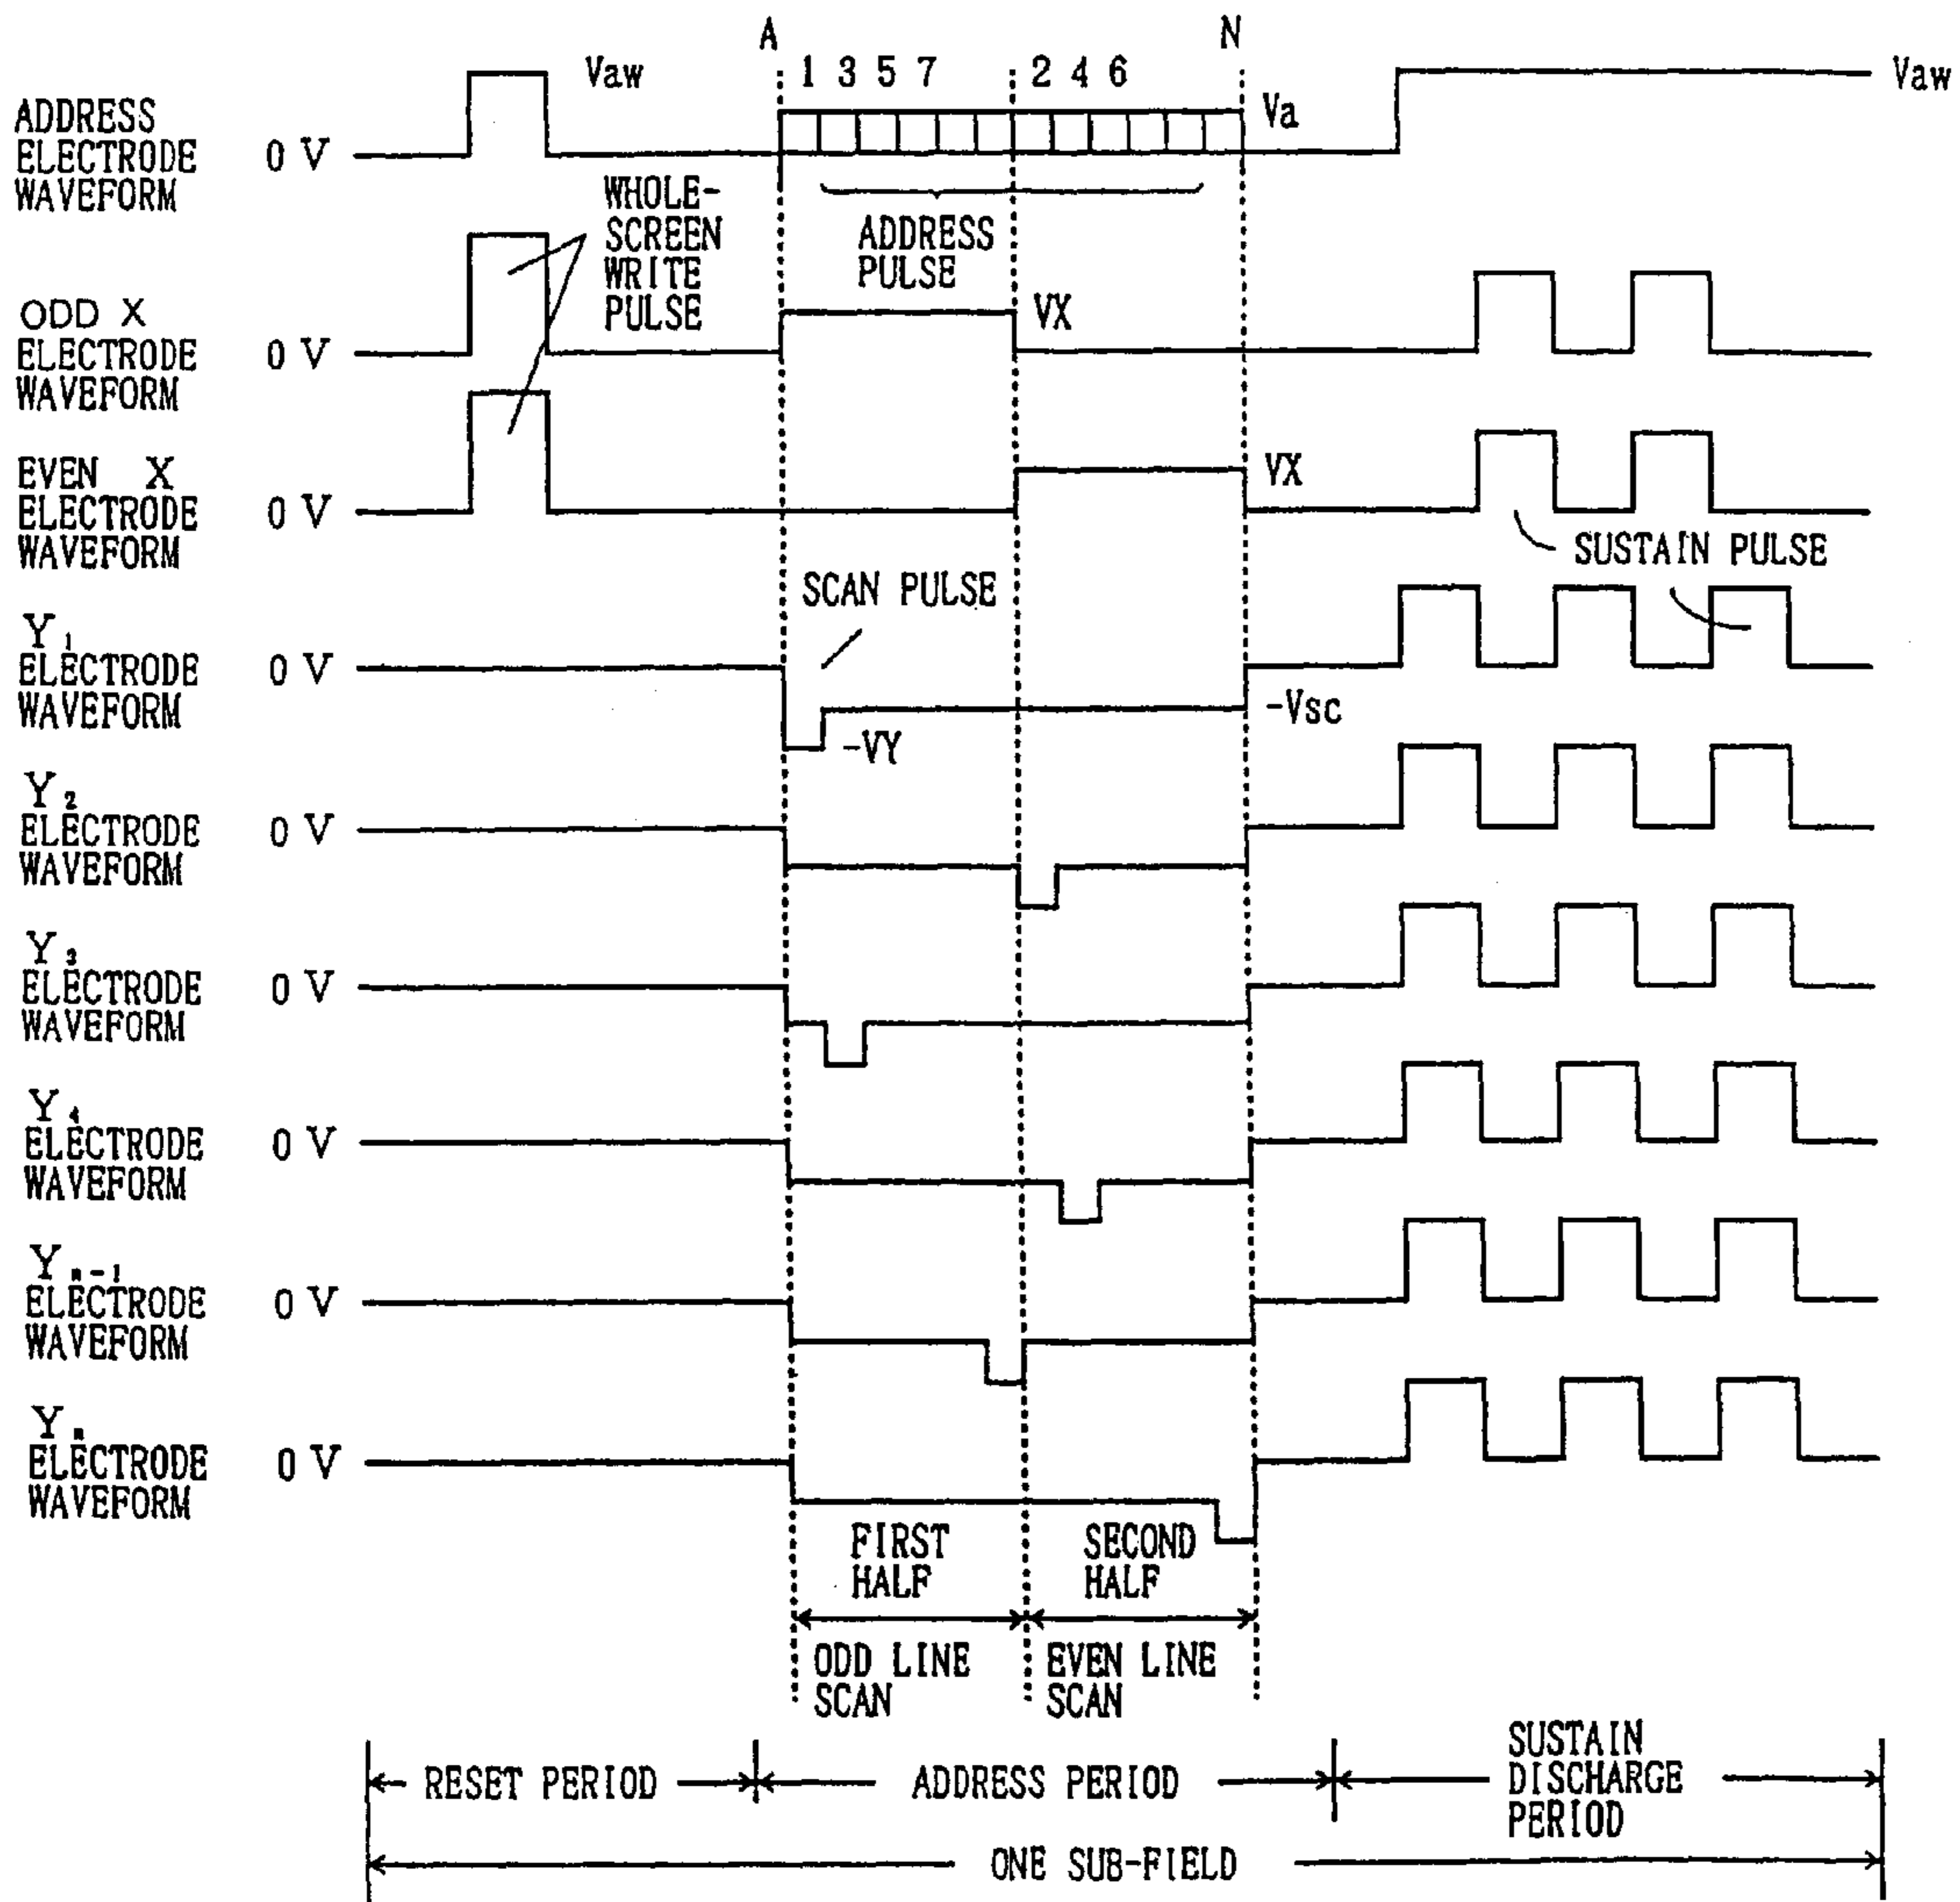 A
N
Vaw
1 3 5 7
2 4 6
Vaw
ADDRESS
ELECTRODE
WAVEFORM
0 V
Va
WHOLE-
SCREEN
WRITE
PULSE
ADDRESS
PULSE
ODD X
ELECTRODE
WAVEFORM
0 V
VX
EVEN X
ELECTRODE
WAVEFORM
0 V
VX
SUSTAIN PULSE
SCAN PULSE
Y1
ELECTRODE
WAVEFORM
0 V
-VY
-Vsc
Y2
ELECTRODE
WAVEFORM
0 V
Y3
ELECTRODE
WAVEFORM
0 V
Y4
ELECTRODE
WAVEFORM
0 V
Yn-1
ELECTRODE
WAVEFORM
0 V
Yn
ELECTRODE
WAVEFORM
0 V
FIRST
HALF
SECOND
HALF
ODD LINE
SCAN
EVEN LINE
SCAN
RESET PERIOD
ADDRESS PERIOD
SUSTAIN
DISCHARGE
PERIOD
ONE SUB-FIELD